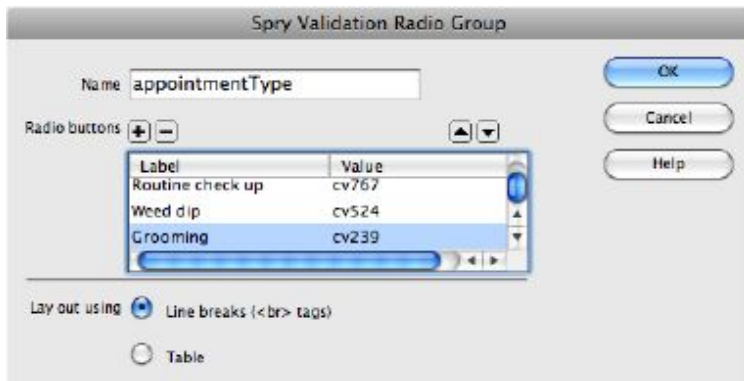 Spry Validation Radio Group
Name appointmentType
OK
Radio buttons
Cancel
Label Value
Help
Routine check up cv767
Weed dip cv524
Grooming cv239
Lay out using Line breaks (<br> tags)
Table